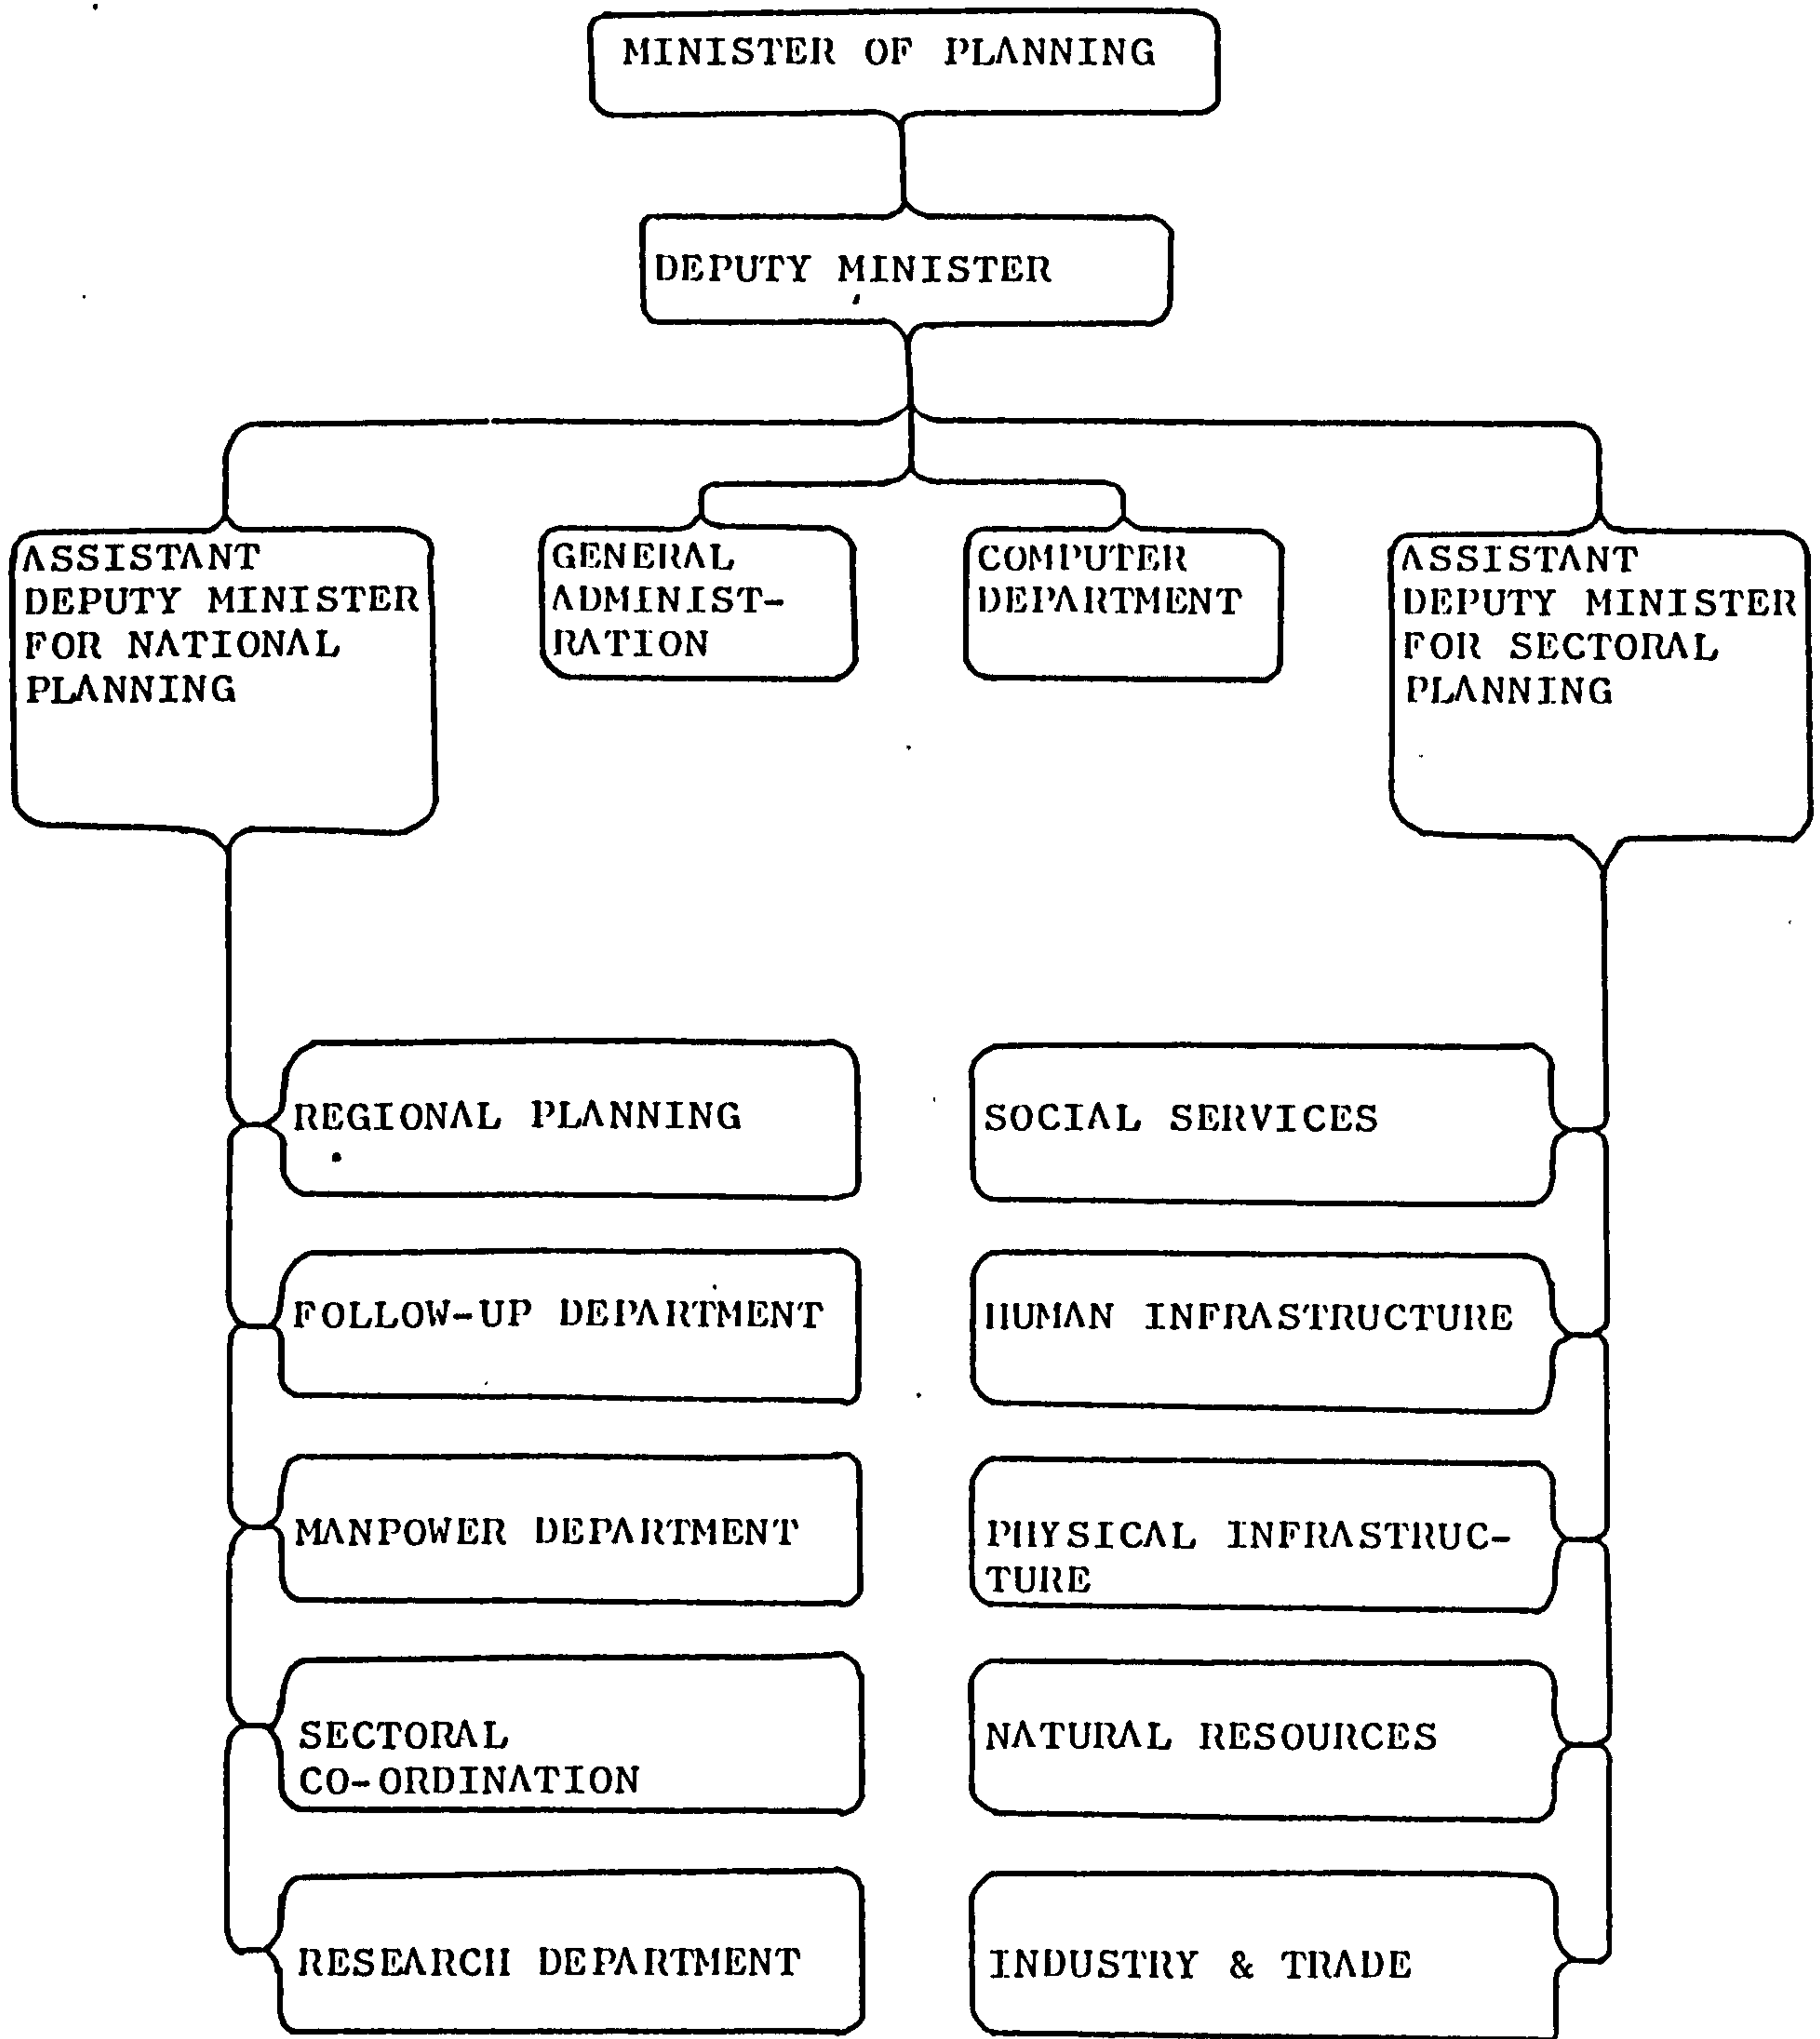 MINISTER OF PLANNING
DEPUTY MINISTER
ASSISTANT
DEPUTY MINISTER
FOR NATIONAL
PLANNING
GENERAL
ADMINIST-
RATION
COMPUTER
DEPARTMENT
ASSISTANT
DEPUTY MINISTER
FOR SECTORAL
PLANNING
REGIONAL PLANNING
FOLLOW-UP DEPARTMENT
MANPOWER DEPARTMENT
SECTORAL
CO-ORDINATION
RESEARCH DEPARTMENT
SOCIAL SERVICES
HUMAN INFRASTRUCTURE
PHYSICAL INFRASTRUC-
TURE
NATURAL RESOURCES
INDUSTRY & TRADE